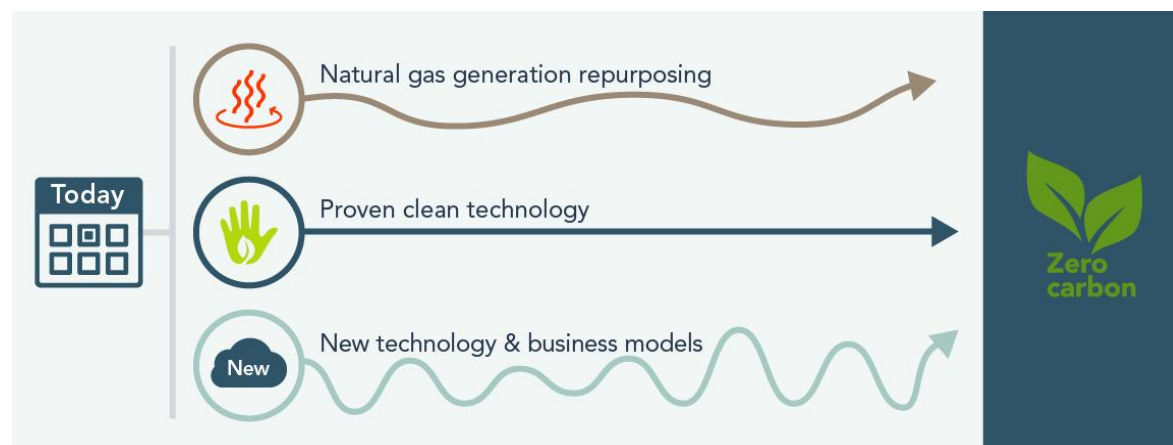 Today
Natural gas generation repurposing
Proven clean technology
New technology & business models
New
Zero
carbon